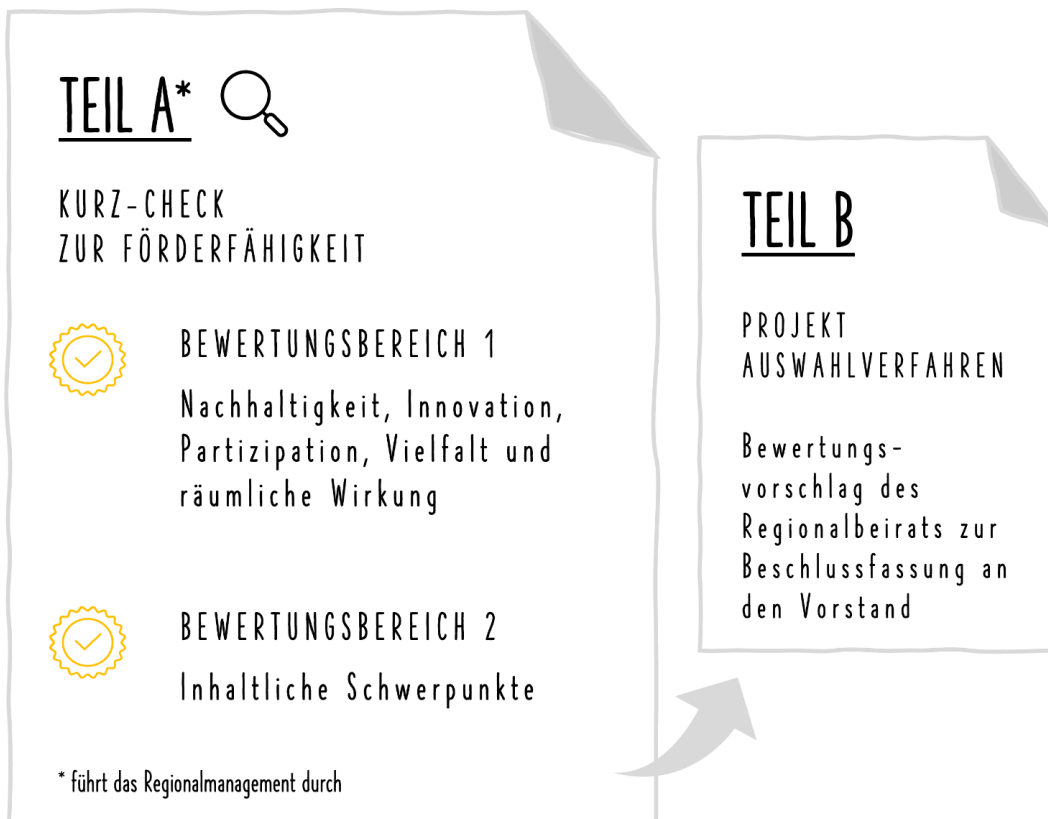 TEIL A*
KURZ-CHECK
ZUR FÖRDERFÄHIGKEIT
BEWERTUNGSBEREICH 1
Nachhaltigkeit, Innovation,
Partizipation, Vielfalt und
räumliche Wirkung
BEWERTUNGSBEREICH 2
Inhaltliche Schwerpunkte
* führt das Regionalmanagement durch
TEIL B
PROJEKT
AUSWAHLVERFAHREN
Bewertungs-
vorschlag des
Regionalbeirats zur
Beschlussfassung an
den Vorstand